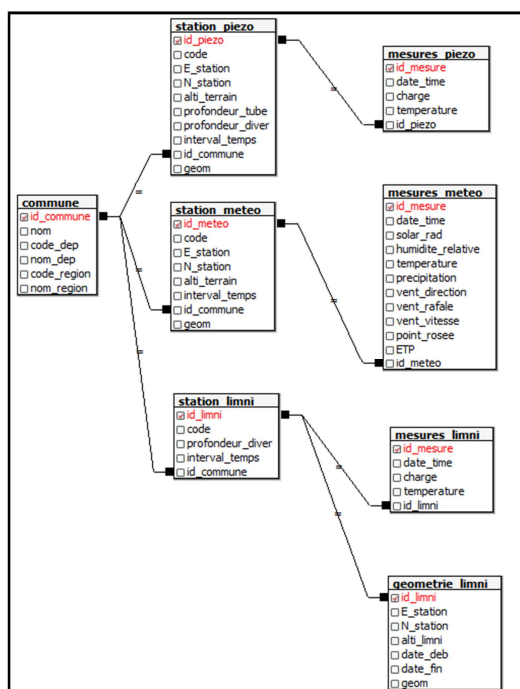 station_piezo
id_piezo
code
E_station
N_station
alti_terrain
profondeur_tube
profondeur_diver
interval_temps
id_commune
geom
mesures_piezo
id_mesure
date_time
charge
temperature
id_piezo
commune
id_commune
nom
code_dep
nom_dep
code_region
nom_region
station_meteo
id_meteo
code
E_station
N_station
alti_terrain
interval_temps
id_commune
geom
mesures_meteo
id_mesure
date_time
solar_rad
humidite_relative
temperature
precipitation
vent_direction
vent_rafale
vent_vitesse
point_rosee
ETP
id_meteo
station_limni
id_limni
code
profondeur_diver
interval_temps
id_commune
mesures_limni
id_mesure
date_time
charge
temperature
id_limni
geometrie_limni
id_limni
E_station
N_station
alti_limni
date_deb
date_fin
geom